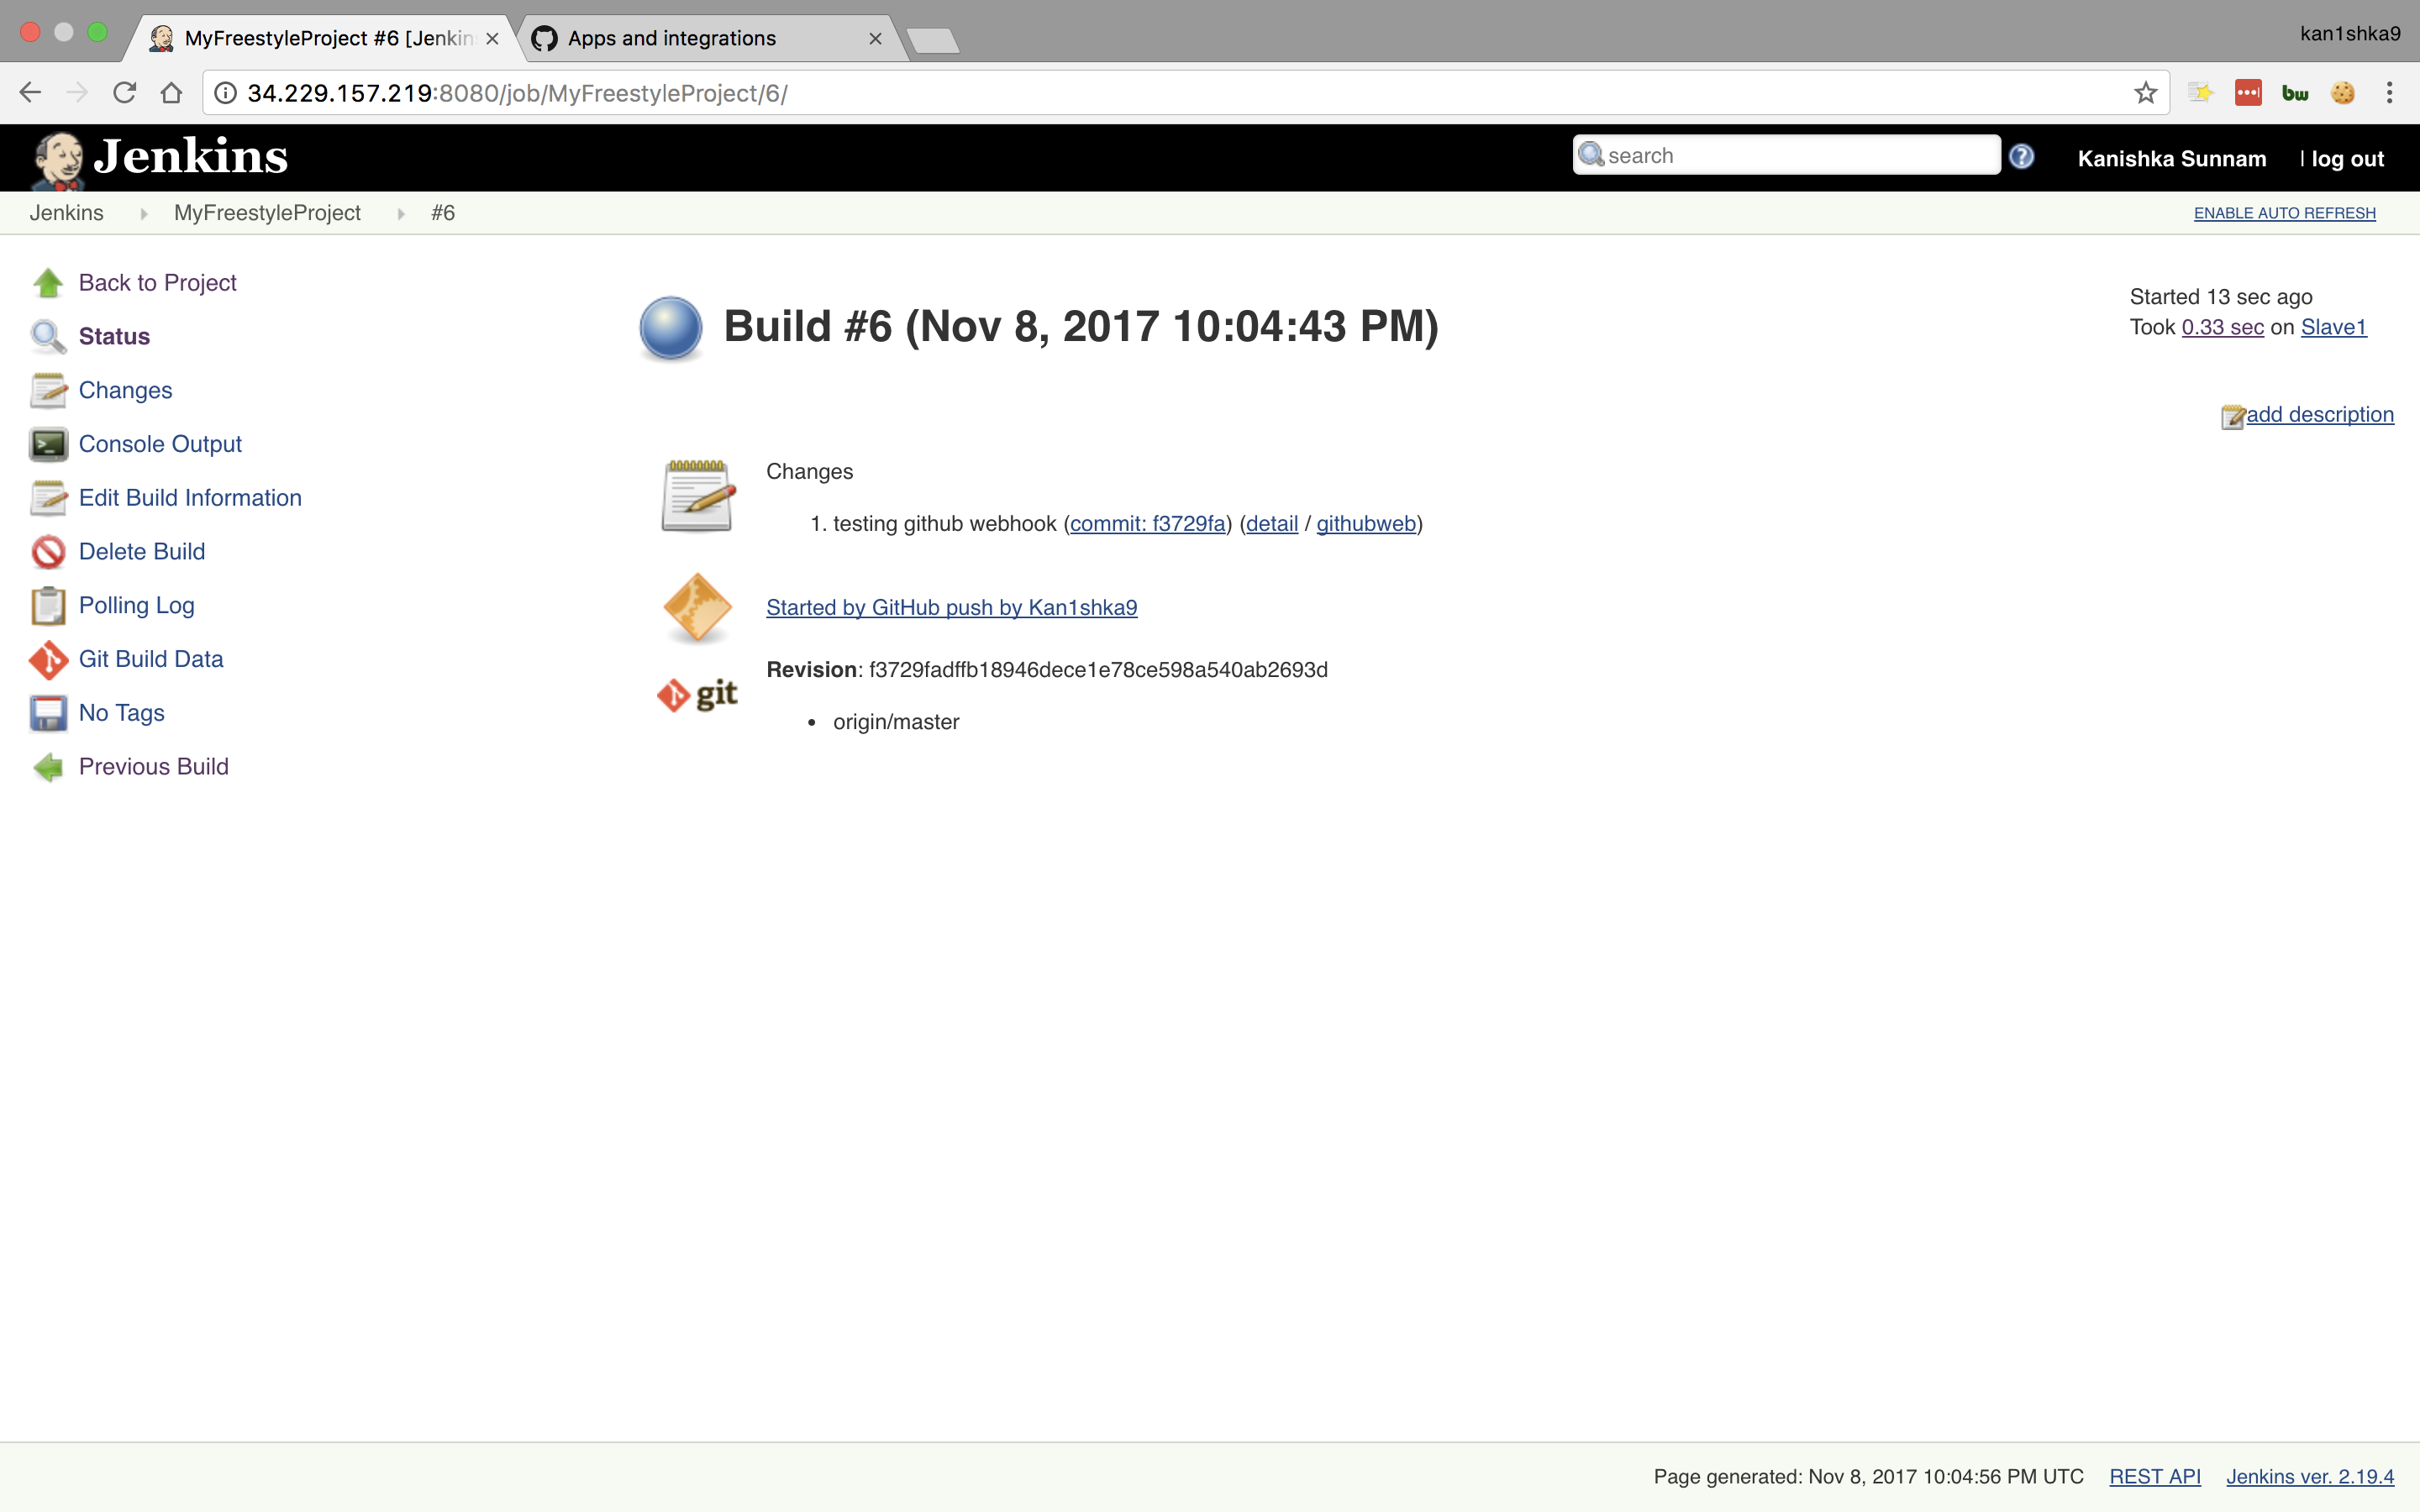 MyFreestyleProject #6 [Jenkin
Apps and integrations
kan1shka9
34.229.157.219:8080/job/MyFreestyleProject/6/
bw
Jenkins
search
Kanishka Sunnam
| log out
Jenkins
MyFreestyleProject
#6
ENABLE AUTO REFRESH
Back to Project
Status
Changes
Console Output
Edit Build Information
Delete Build
Polling Log
Git Build Data
No Tags
Previous Build
Build #6 (Nov 8, 2017 10:04:43 PM)
Started 13 sec ago
Took 0.33 sec on Slave1
add description
Changes
1. testing github webhook (commit: f3729fa) (detail / githubweb)
Started by GitHub push by Kan1shka9
git
Revision: f3729fadffb18946dece1e78ce598a540ab2693d
• origin/master
Page generated: Nov 8, 2017 10:04:56 PM UTC
REST API
Jenkins ver. 2.19.4